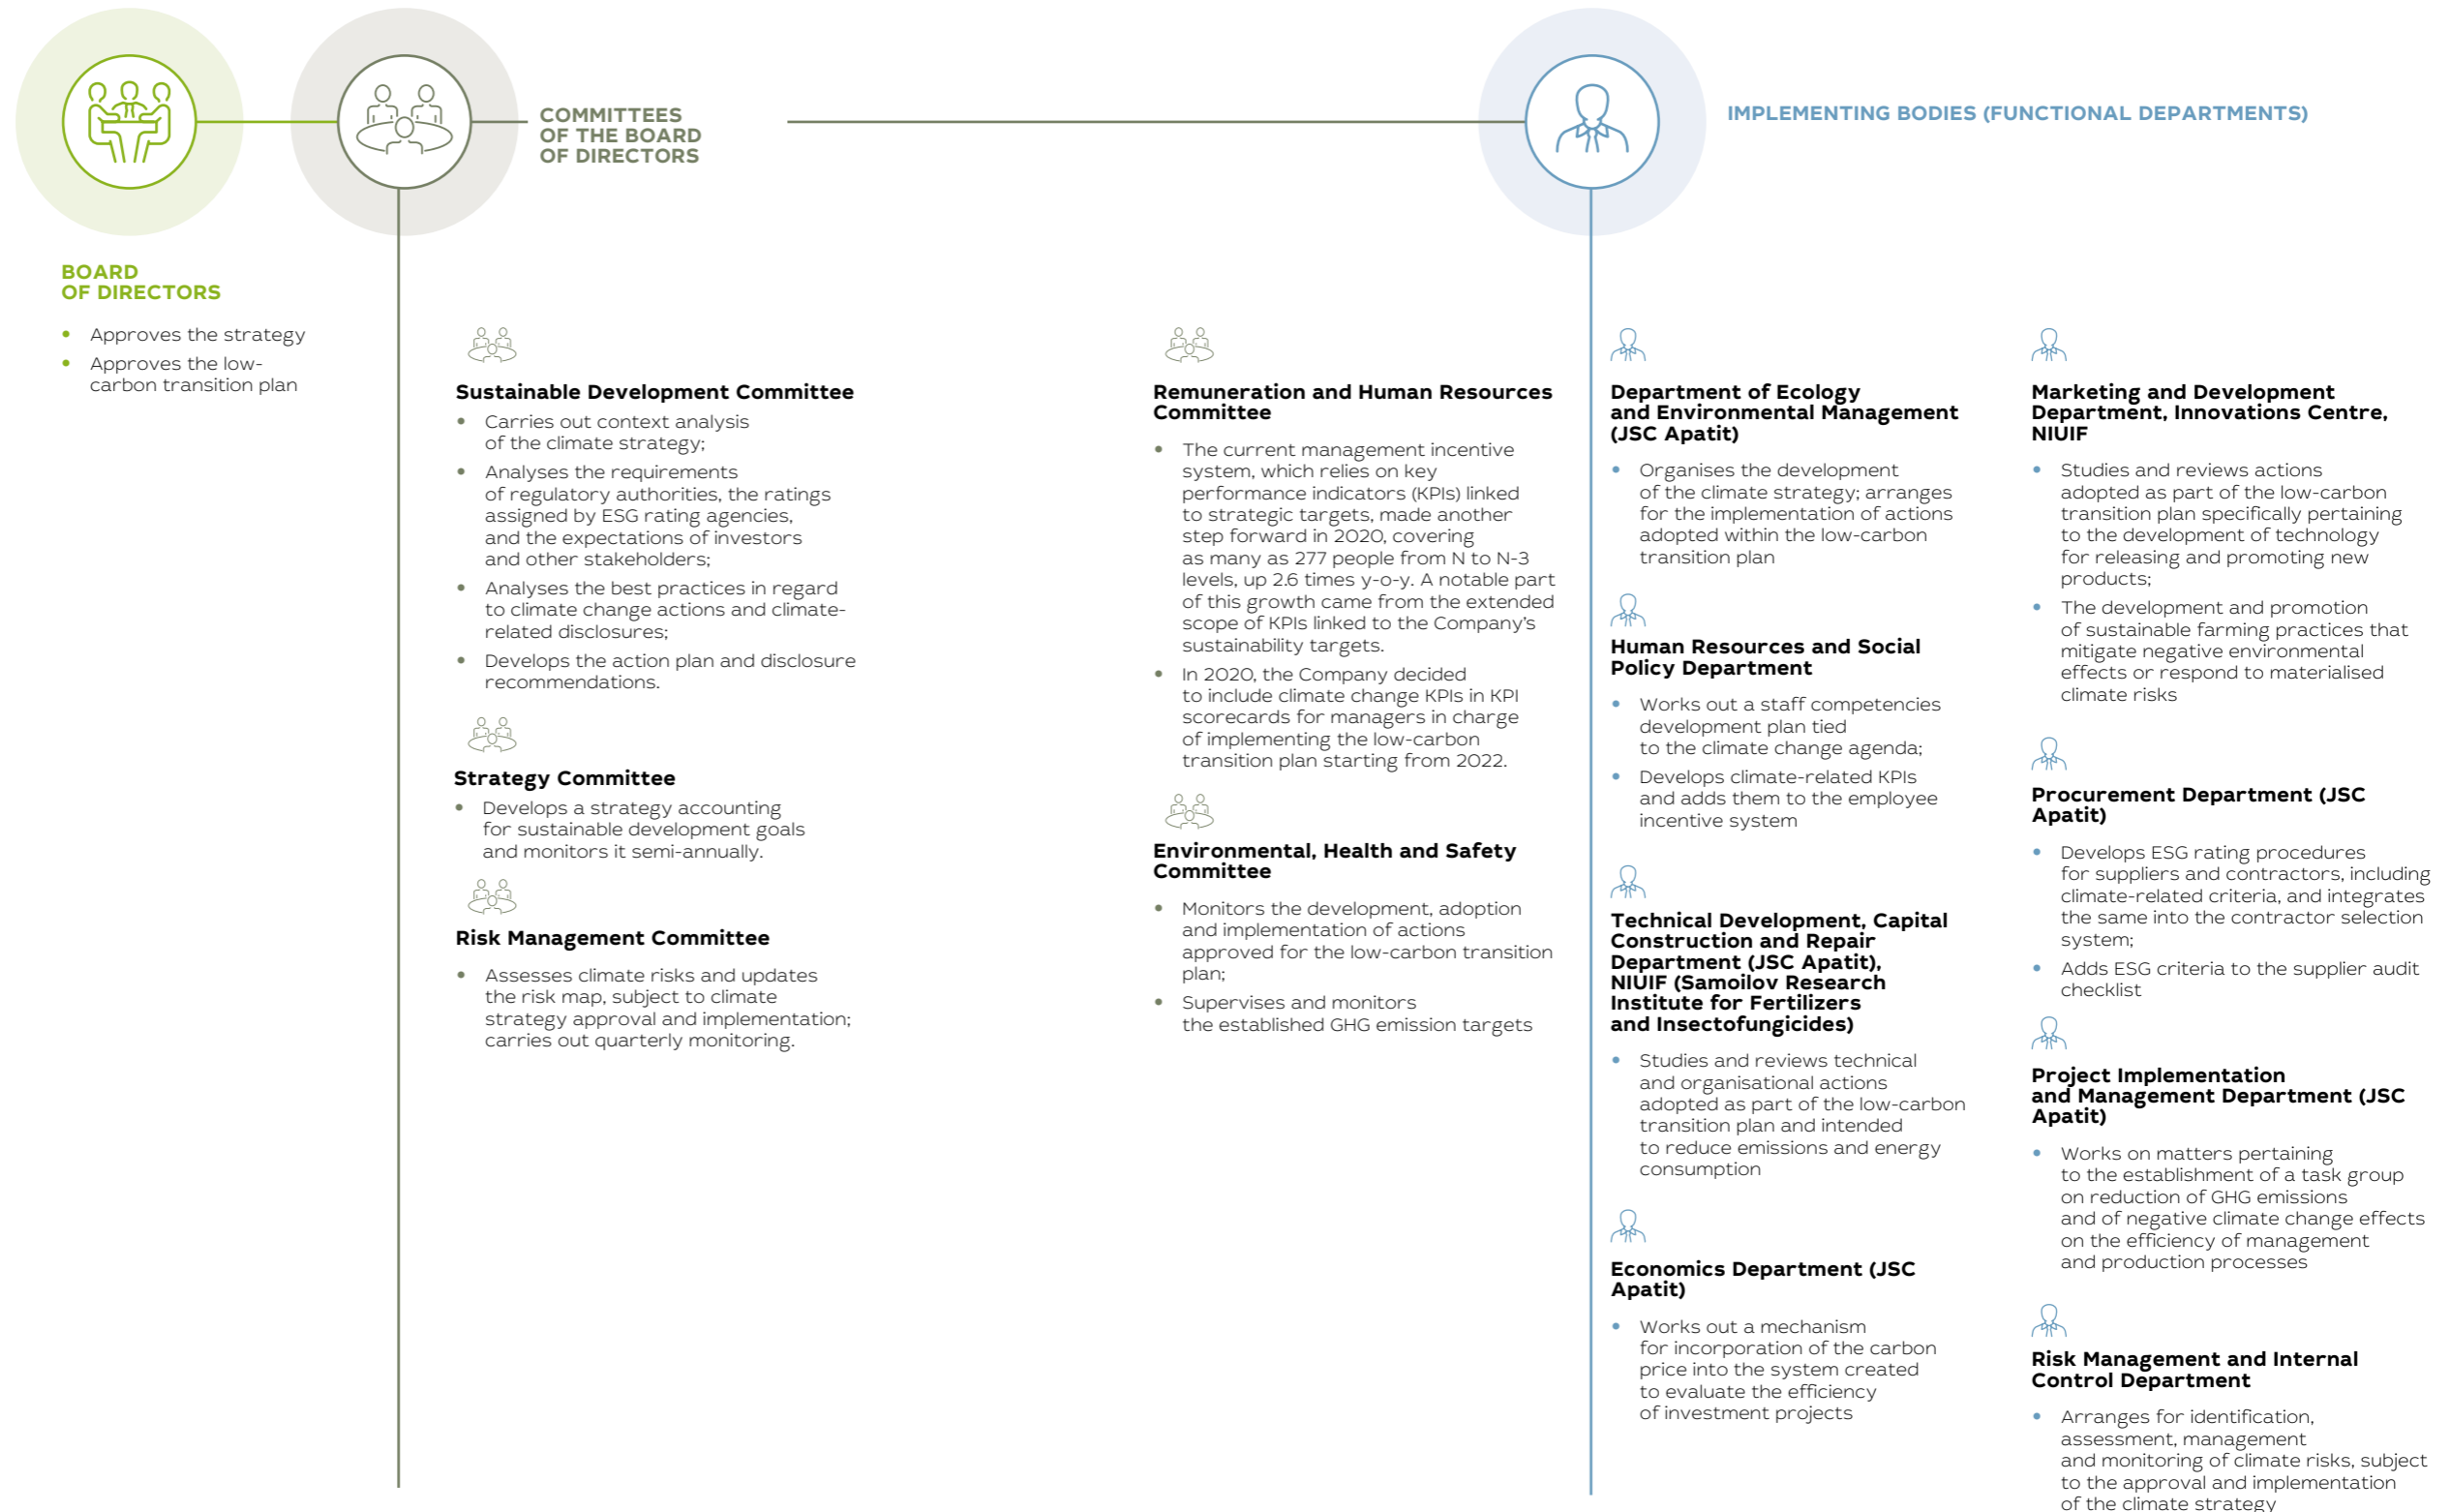 COMMITTEES
OF THE BOARD
OF DIRECTORS
IMPLEMENTING BODIES (FUNCTIONAL DEPARTMENTS)
BOARD
OF DIRECTORS
• Approves the strategy
• Approves the low-
carbon transition plan
Sustainable Development Committee
• Carries out context analysis
of the climate strategy;
• Analyses the requirements
of regulatory authorities, the ratings
assigned by ESG rating agencies,
and the expectations of investors
and other stakeholders;
• Analyses the best practices in regard
to climate change actions and climate-
related disclosures;
• Develops the action plan and disclosure
recommendations.
Strategy Committee
• Develops a strategy accounting
for sustainable development goals
and monitors it semi-annually.
Risk Management Committee
• Assesses climate risks and updates
the risk map, subject to climate
strategy approval and implementation;
carries out quarterly monitoring.
Remuneration and Human Resources
Committee
• The current management incentive
system, which relies on key
performance indicators (KPIs) linked
to strategic targets, made another
step forward in 2020, covering
as many as 277 people from N to N-3
levels, up 2.6 times y-o-y. A notable part
of this growth came from the extended
scope of KPIs linked to the Company's
sustainability targets.
• In 2020, the Company decided
to include climate change KPIs in KPI
scorecards for managers in charge
of implementing the low-carbon
transition plan starting from 2022.
Environmental, Health and Safety
Committee
• Monitors the development, adoption
and implementation of actions
approved for the low-carbon transition
plan;
• Supervises and monitors
the established GHG emission targets
Department of Ecology
and Environmental Management
(JSC Apatit)
• Organises the development
of the climate strategy; arranges
for the implementation of actions
adopted within the low-carbon
transition plan
Human Resources and Social
Policy Department
• Works out a staff competencies
development plan tied
to the climate change agenda;
• Develops climate-related KPIs
and adds them to the employee
incentive system
Technical Development, Capital
Construction and Repair
Department (JSC Apatit),
NIUIF (Samoilov Research
Institute for Fertilizers
and Insectofungicides)
• Studies and reviews technical
and organisational actions
adopted as part of the low-carbon
transition plan and intended
to reduce emissions and energy
consumption
Economics Department (JSC
Apatit)
• Works out a mechanism
for incorporation of the carbon
price into the system created
to evaluate the efficiency
of investment projects
Marketing and Development
Department, Innovations Centre,
NIUIF
• Studies and reviews actions
adopted as part of the low-carbon
transition plan specifically pertaining
to the development of technology
for releasing and promoting new
products;
• The development and promotion
of sustainable farming practices that
mitigate negative environmental
effects or respond to materialised
climate risks
Procurement Department (JSC
Apatit)
• Develops ESG rating procedures
for suppliers and contractors, including
climate-related criteria, and integrates
the same into the contractor selection
system;
• Adds ESG criteria to the supplier audit
checklist
Project Implementation
and Management Department (JSC
Apatit)
• Works on matters pertaining
to the establishment of a task group
on reduction of GHG emissions
and of negative climate change effects
on the efficiency of management
and production processes
Risk Management and Internal
Control Department
• Arranges for identification,
assessment, management
and monitoring of climate risks, subject
to the approval and implementation
of the climate strategy